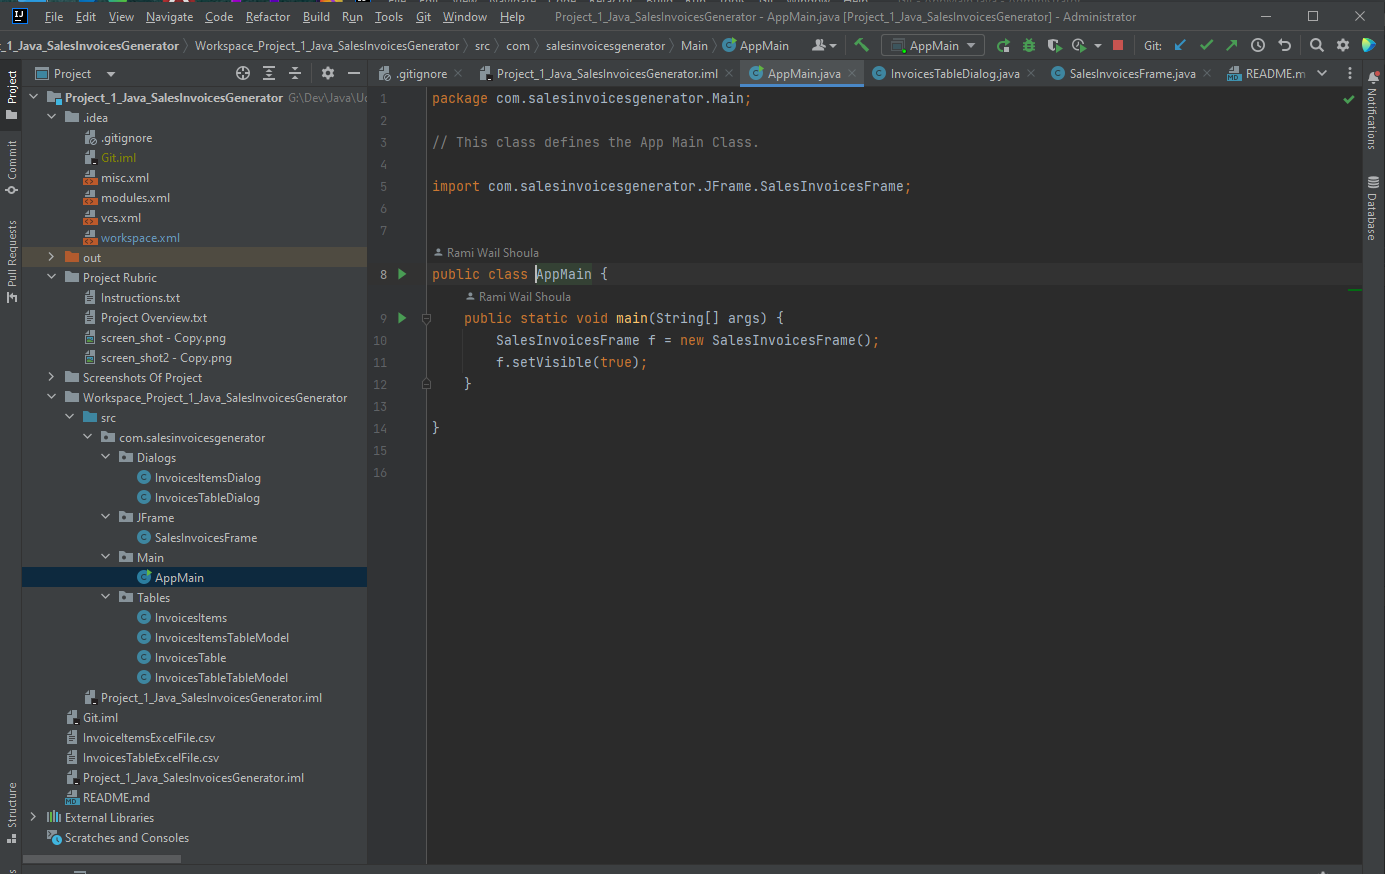 IJ File Edit View Navigate Code Refactor Build Run Tools Git Window Help Project_1_Java_SalesInvoicesGenerator - AppMain.java [Project_1_Java_SalesInvoicesGenerator] - Administrator
_1_Java_SalesInvoicesGenerator Workspace_Project_1_Java_SalesInvoicesGenerator src com salesinvoicesgenerator Main AppMain AppMain Git:
Project
.gitignore Project_1_Java_SalesInvoicesGenerator.iml AppMain.java InvoicesTableDialog.java SalesInvoicesFrame.java README.m
Project
Commit
Pull Requests
Structure
Project_1_Java_SalesInvoicesGenerator G:\Dev\Java\Ud
.idea
.gitignore
Git.iml
misc.xml
modules.xml
vcs.xml
workspace.xml
out
Project Rubric
Instructions.txt
Project Overview.txt
screen_shot - Copy.png
screen_shot2 - Copy.png
Screenshots Of Project
Workspace_Project_1_Java_SalesInvoicesGenerator
src
com.salesinvoicesgenerator
Dialogs
InvoicesItemsDialog
InvoicesTableDialog
JFrame
SalesInvoicesFrame
Main
AppMain
Tables
InvoicesItems
InvoicesItemsTableModel
InvoicesTable
InvoicesTableTableModel
Project_1_Java_SalesInvoicesGenerator.iml
Git.iml
InvoiceItemsExcelFile.csv
InvoicesTableExcelFile.csv
Project_1_Java_SalesInvoicesGenerator.iml
README.md
External Libraries
Scratches and Consoles
1 package com.salesinvoicesgenerator.Main;
2
3 // This class defines the App Main Class.
4
5 import com.salesinvoicesgenerator.JFrame.SalesInvoicesFrame;
6
7
Rami Wail Shoula
8 public class AppMain {
Rami Wail Shoula
9 public static void main(String[] args) {
10 SalesInvoicesFrame f = new SalesInvoicesFrame();
11 f.setVisible(true);
12 }
13
14 }
15
16
Notifications
Database